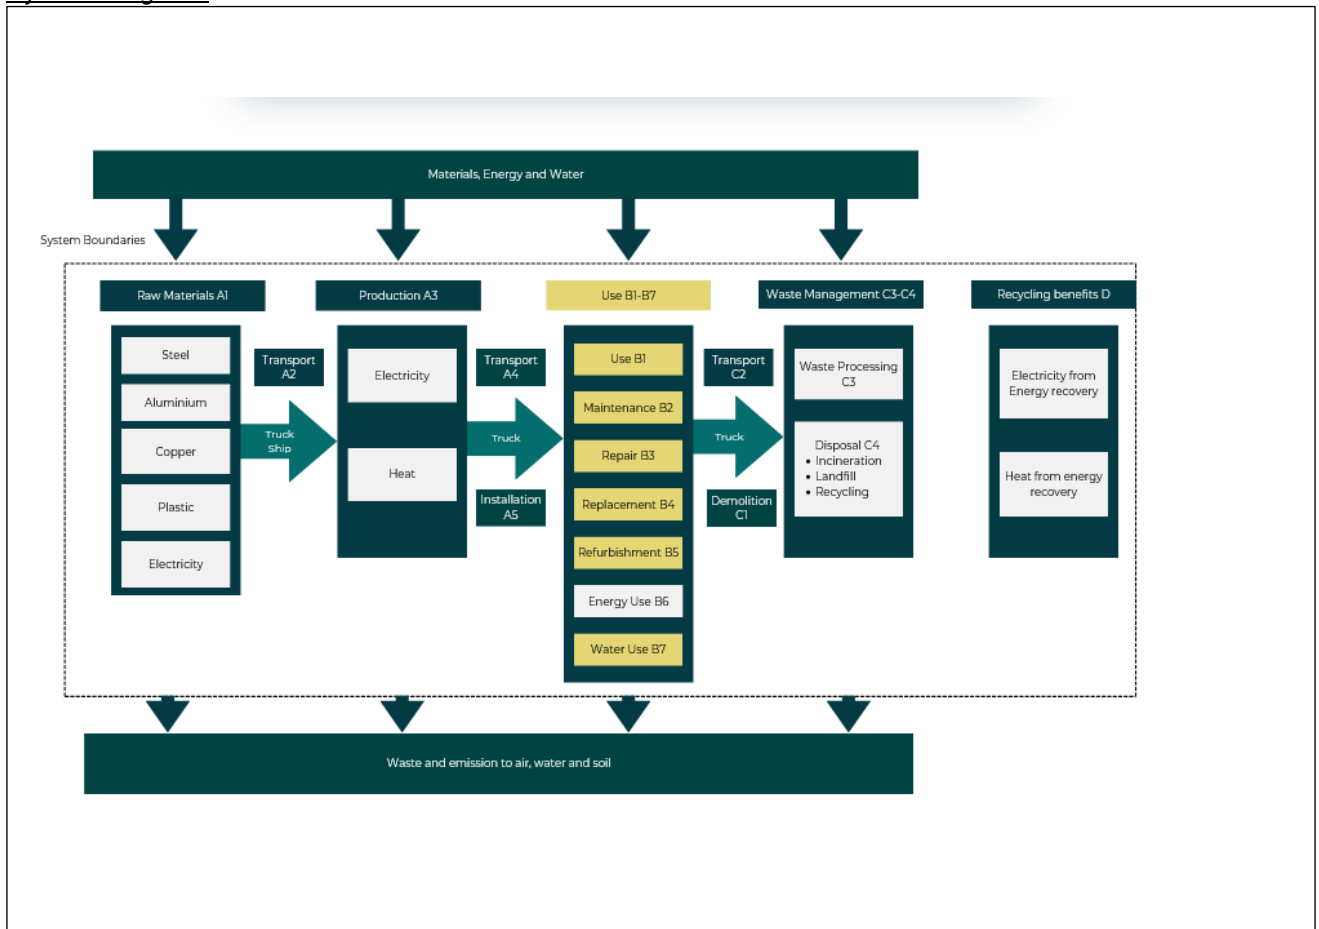 Materials, Energy and Water
System Boundaries
Raw Materials A1
Production A3
Use B1-B7
Waste Management C3-C4
Recycling benefits D
Steel
Aluminium
Copper
Plastic
Electricity
Transport
A2
Truck
Ship
Electricity
Heat
Transport
A4
Truck
Installation
A5
Use B1
Maintenance B2
Repair B3
Replacement B4
Refurbishment B5
Energy Use B6
Water Use B7
Transport
C2
Truck
Demolition
C1
Waste Processing
C3
Disposal C4
• Incineration
• Landfill
• Recycling
Electricity from
Energy recovery
Heat from energy
recovery
Waste and emission to air, water and soil